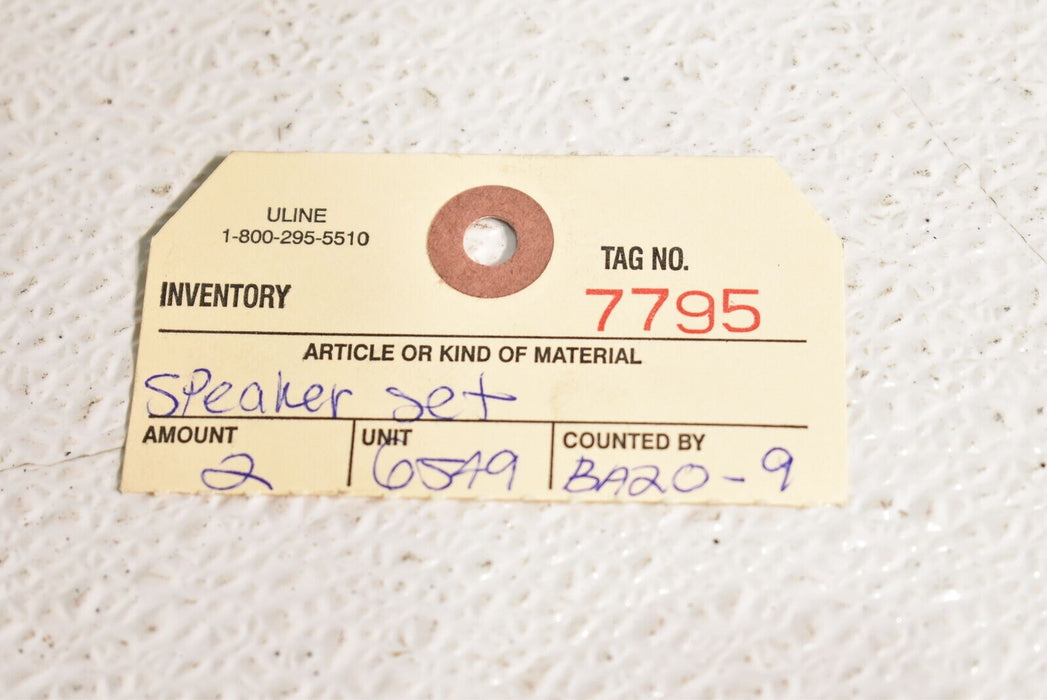 ULINE
1-800-295-5510
TAG NO.
INVENTORY
7795
ARTICLE OR KIND OF MATERIAL
Speaker set
AMOUNT UNIT COUNTED BY
2 6549 BA20-9